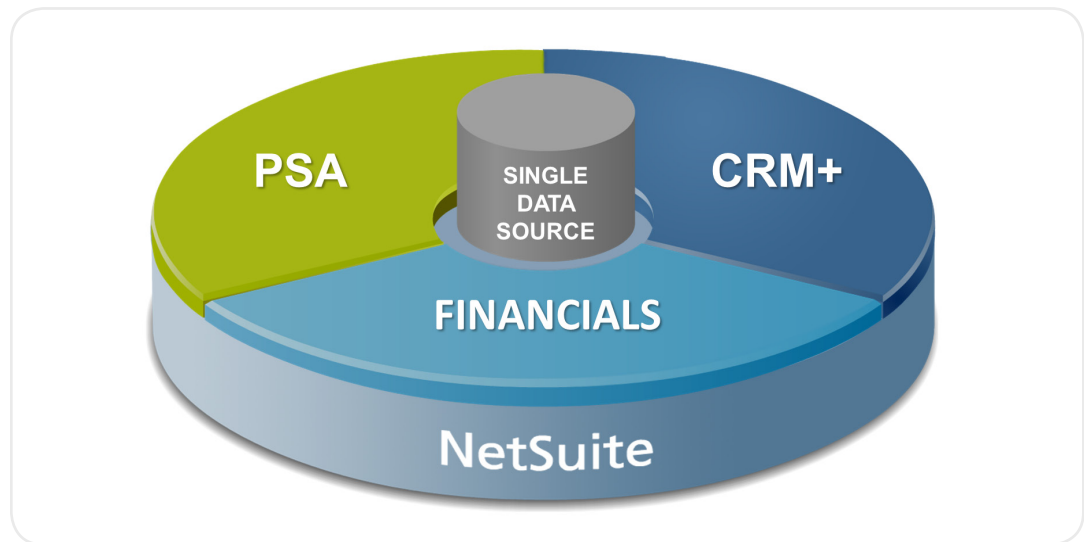 PSA
SINGLE
DATA
SOURCE
CRM+
FINANCIALS
NetSuite